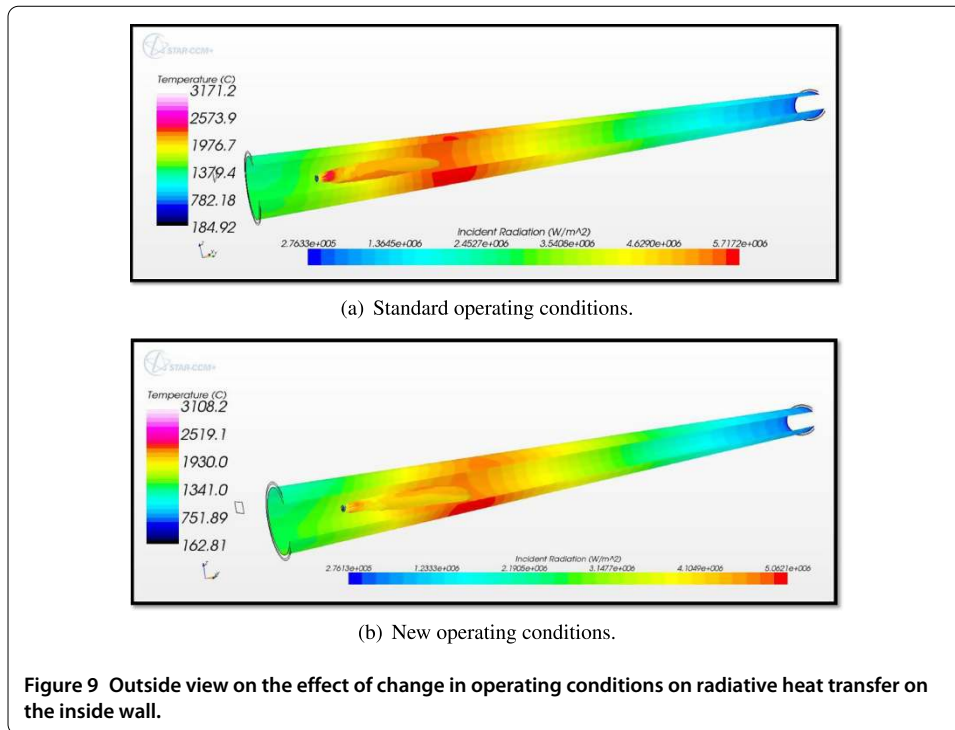 STAR-CCM+
Temperature (C)
3171.2
2573.9
1976.7
1379.4
782.18
184.92
Incident Radiation (W/m^2)
2.7633e+005 1.3645e+006 2.4527e+006 3.5408e+006 4.6290e+006 5.7172e+006
(a) Standard operating conditions.
STAR-CCM+
Temperature (C)
3108.2
2519.1
1930.0
1341.0
751.89
162.81
Incident Radiation (W/m^2)
2.7613e+005 1.2333e+006 2.1905e+006 3.1477e+006 4.1049e+006 5.0621e+006
(b) New operating conditions.
Figure 9 Outside view on the effect of change in operating conditions on radiative heat transfer on
the inside wall.